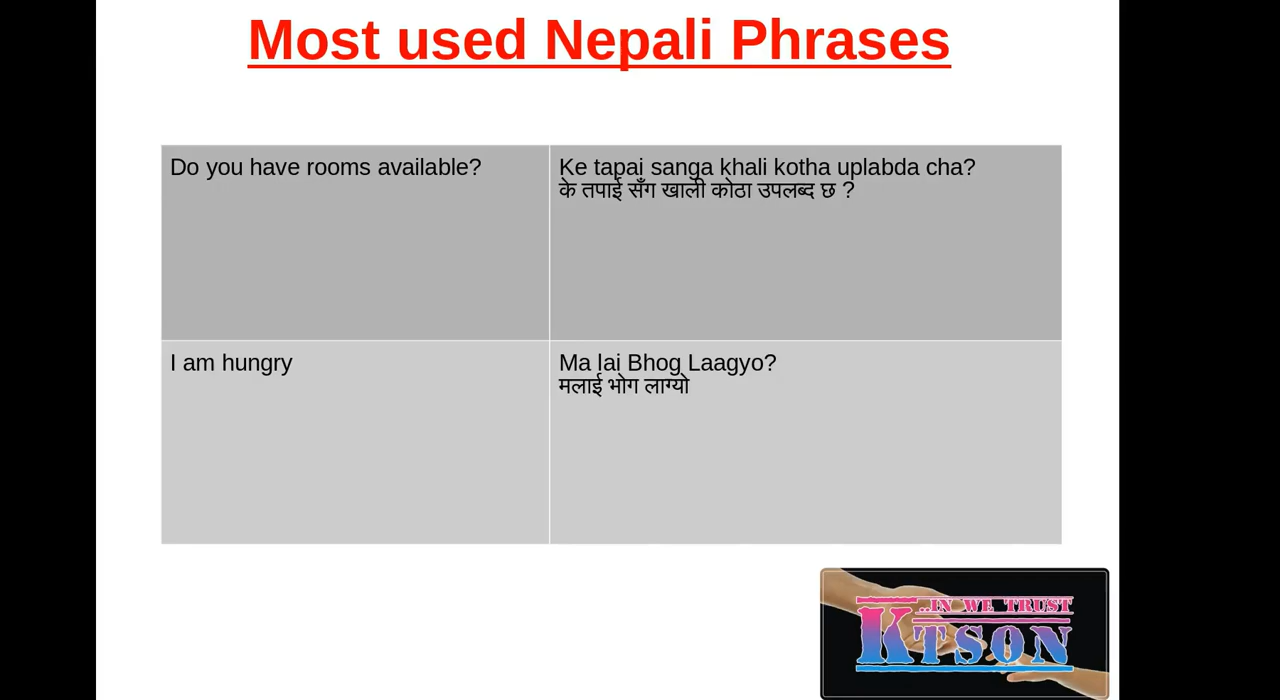 Most used Nepali Phrases
Do you have rooms available?
Ke tapai sanga khali kotha uplabda cha?
के तपाई सँग खाली कोठा उपलब्द छ ?
I am hungry
Ma lai Bhog Laagyo?
मलाई भोग लाग्यो
..IN WE TRUST
KTSON